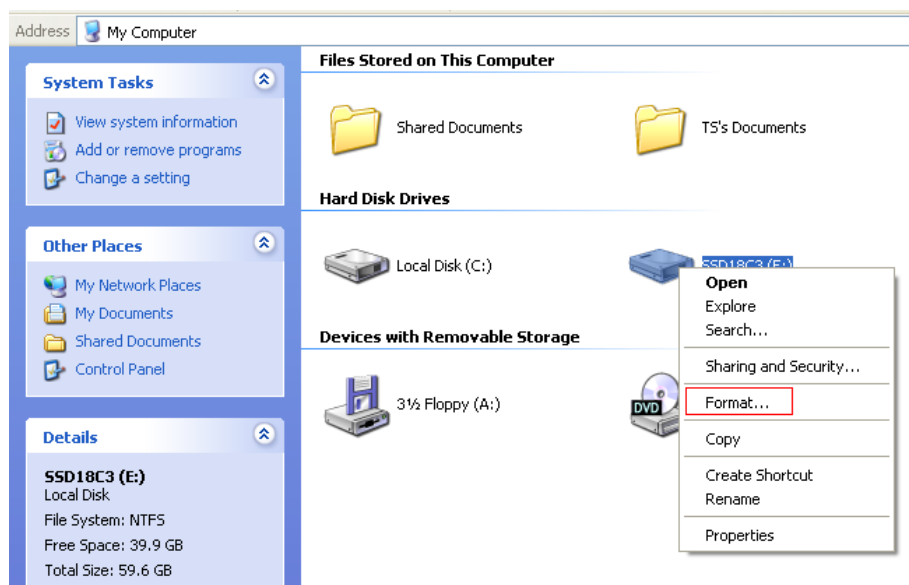 Address My Computer
System Tasks
View system information
Add or remove programs
Change a setting
Other Places
My Network Places
My Documents
Shared Documents
Control Panel
Details
SSD18C3 (E:)
Local Disk
File System: NTFS
Free Space: 39.9 GB
Total Size: 59.6 GB
Files Stored on This Computer
Shared Documents
TS's Documents
Hard Disk Drives
Local Disk (C:)
SSD18C3 (E:)
Devices with Removable Storage
3½ Floppy (A:)
DVD
Open
Explore
Search...
Sharing and Security...
Format...
Copy
Create Shortcut
Rename
Properties